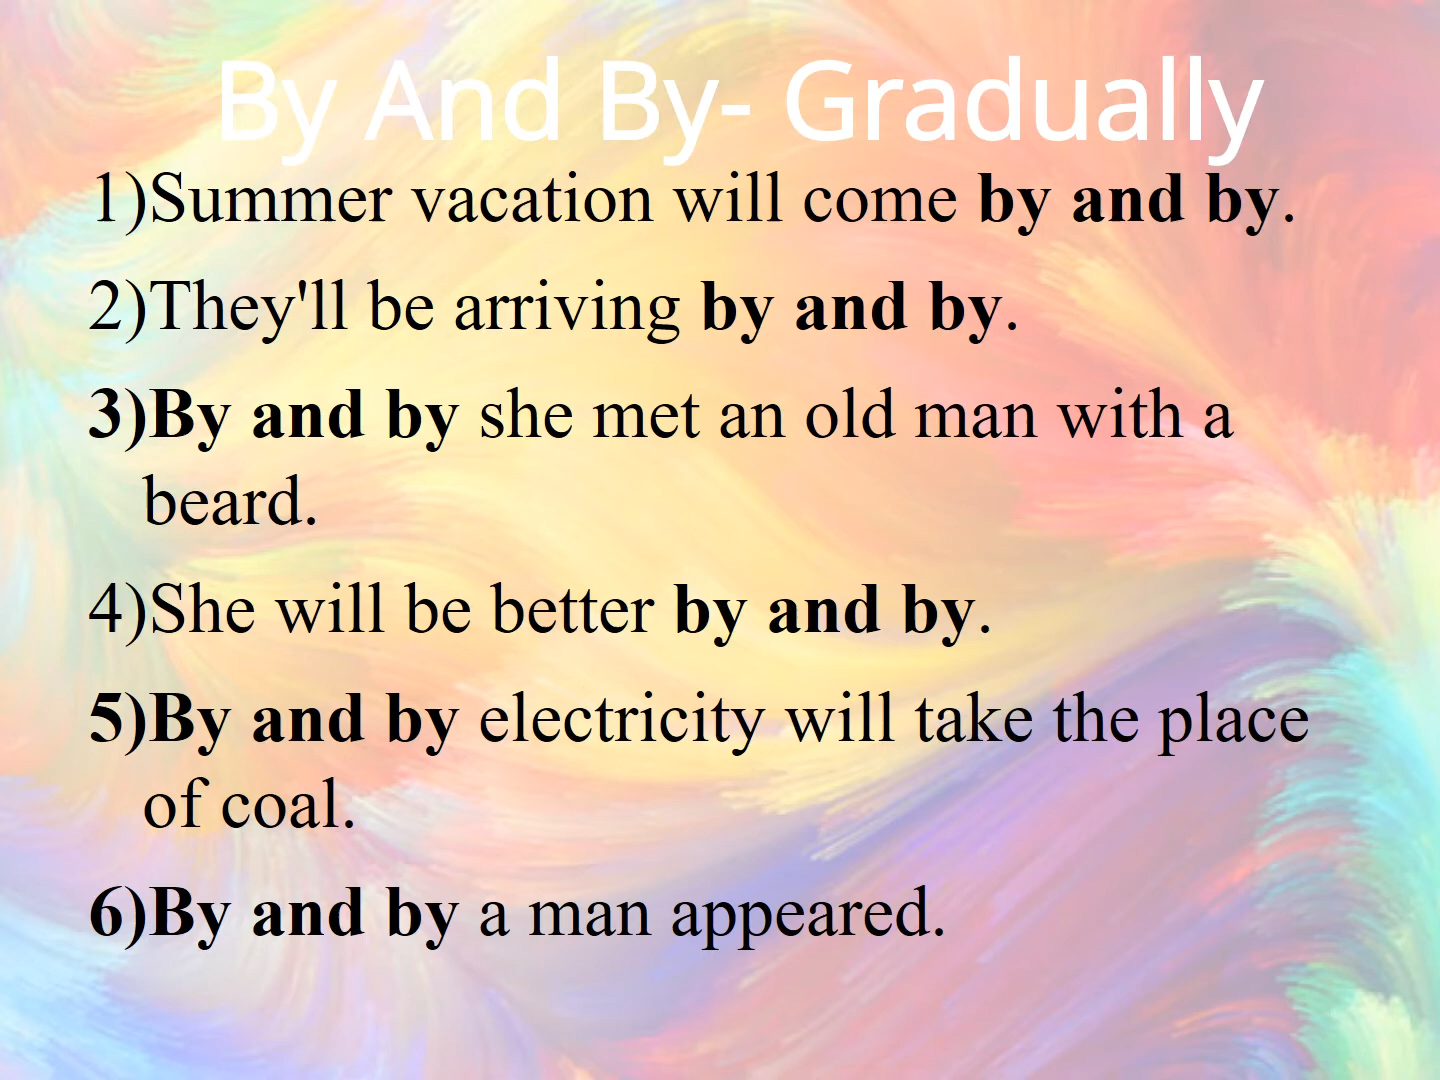 By And By- Gradually
1)Summer vacation will come by and by.
2)They'll be arriving by and by.
3)By and by she met an old man with a
beard.
4)She will be better by and by.
5)By and by electricity will take the place
of coal.
6)By and by a man appeared.